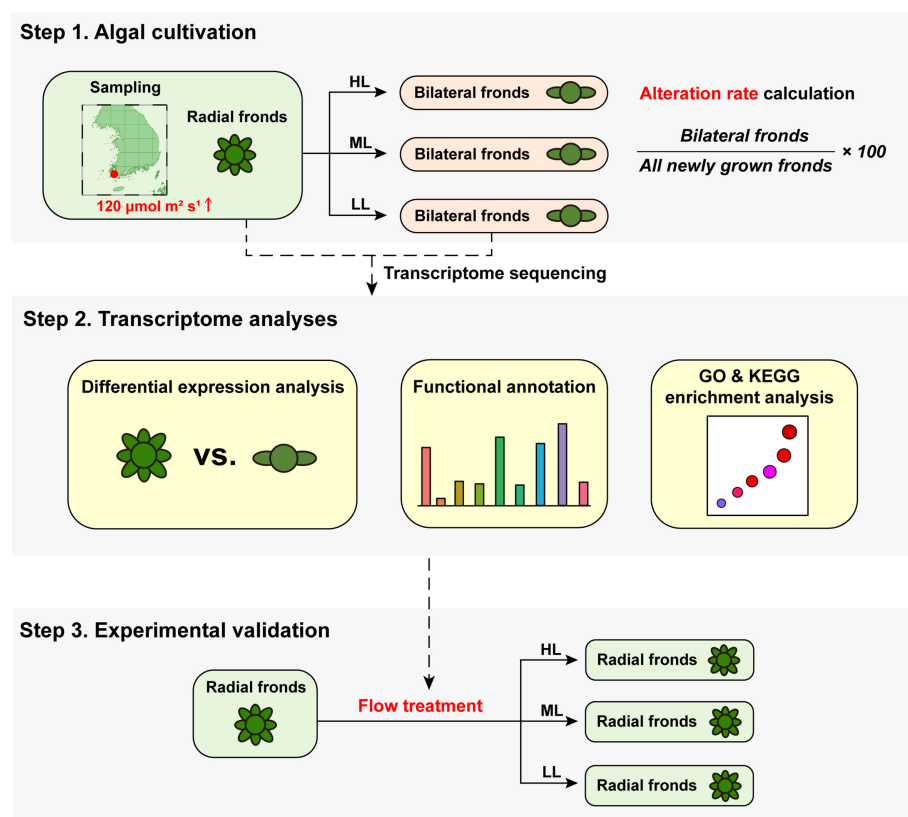 Step 1. Algal cultivation
Sampling
Radial fronds
120 µmol m² s¹ ↑
HL
Bilateral fronds
ML
Bilateral fronds
LL
Bilateral fronds
Alteration rate calculation
Bilateral fronds
All newly grown fronds
× 100
Transcriptome sequencing
Step 2. Transcriptome analyses
Differential expression analysis
vs.
Functional annotation
GO & KEGG
enrichment analysis
Step 3. Experimental validation
Radial fronds
Flow treatment
HL
Radial fronds
ML
Radial fronds
LL
Radial fronds